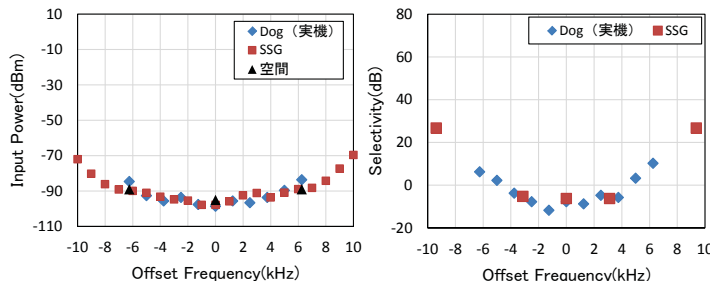 10
-10
-30
-50
-70
-90
-110
Input Power(dBm)
Dog（実機）
SSG
空間
-10 -8 -6 -4 -2 0 2 4 6 8 10
Offset Frequency(kHz)
80
60
40
20
0
-20
Selectivity(dB)
Dog（実機） SSG
-10 -8 -6 -4 -2 0 2 4 6 8 10
Offset Frequency(kHz)